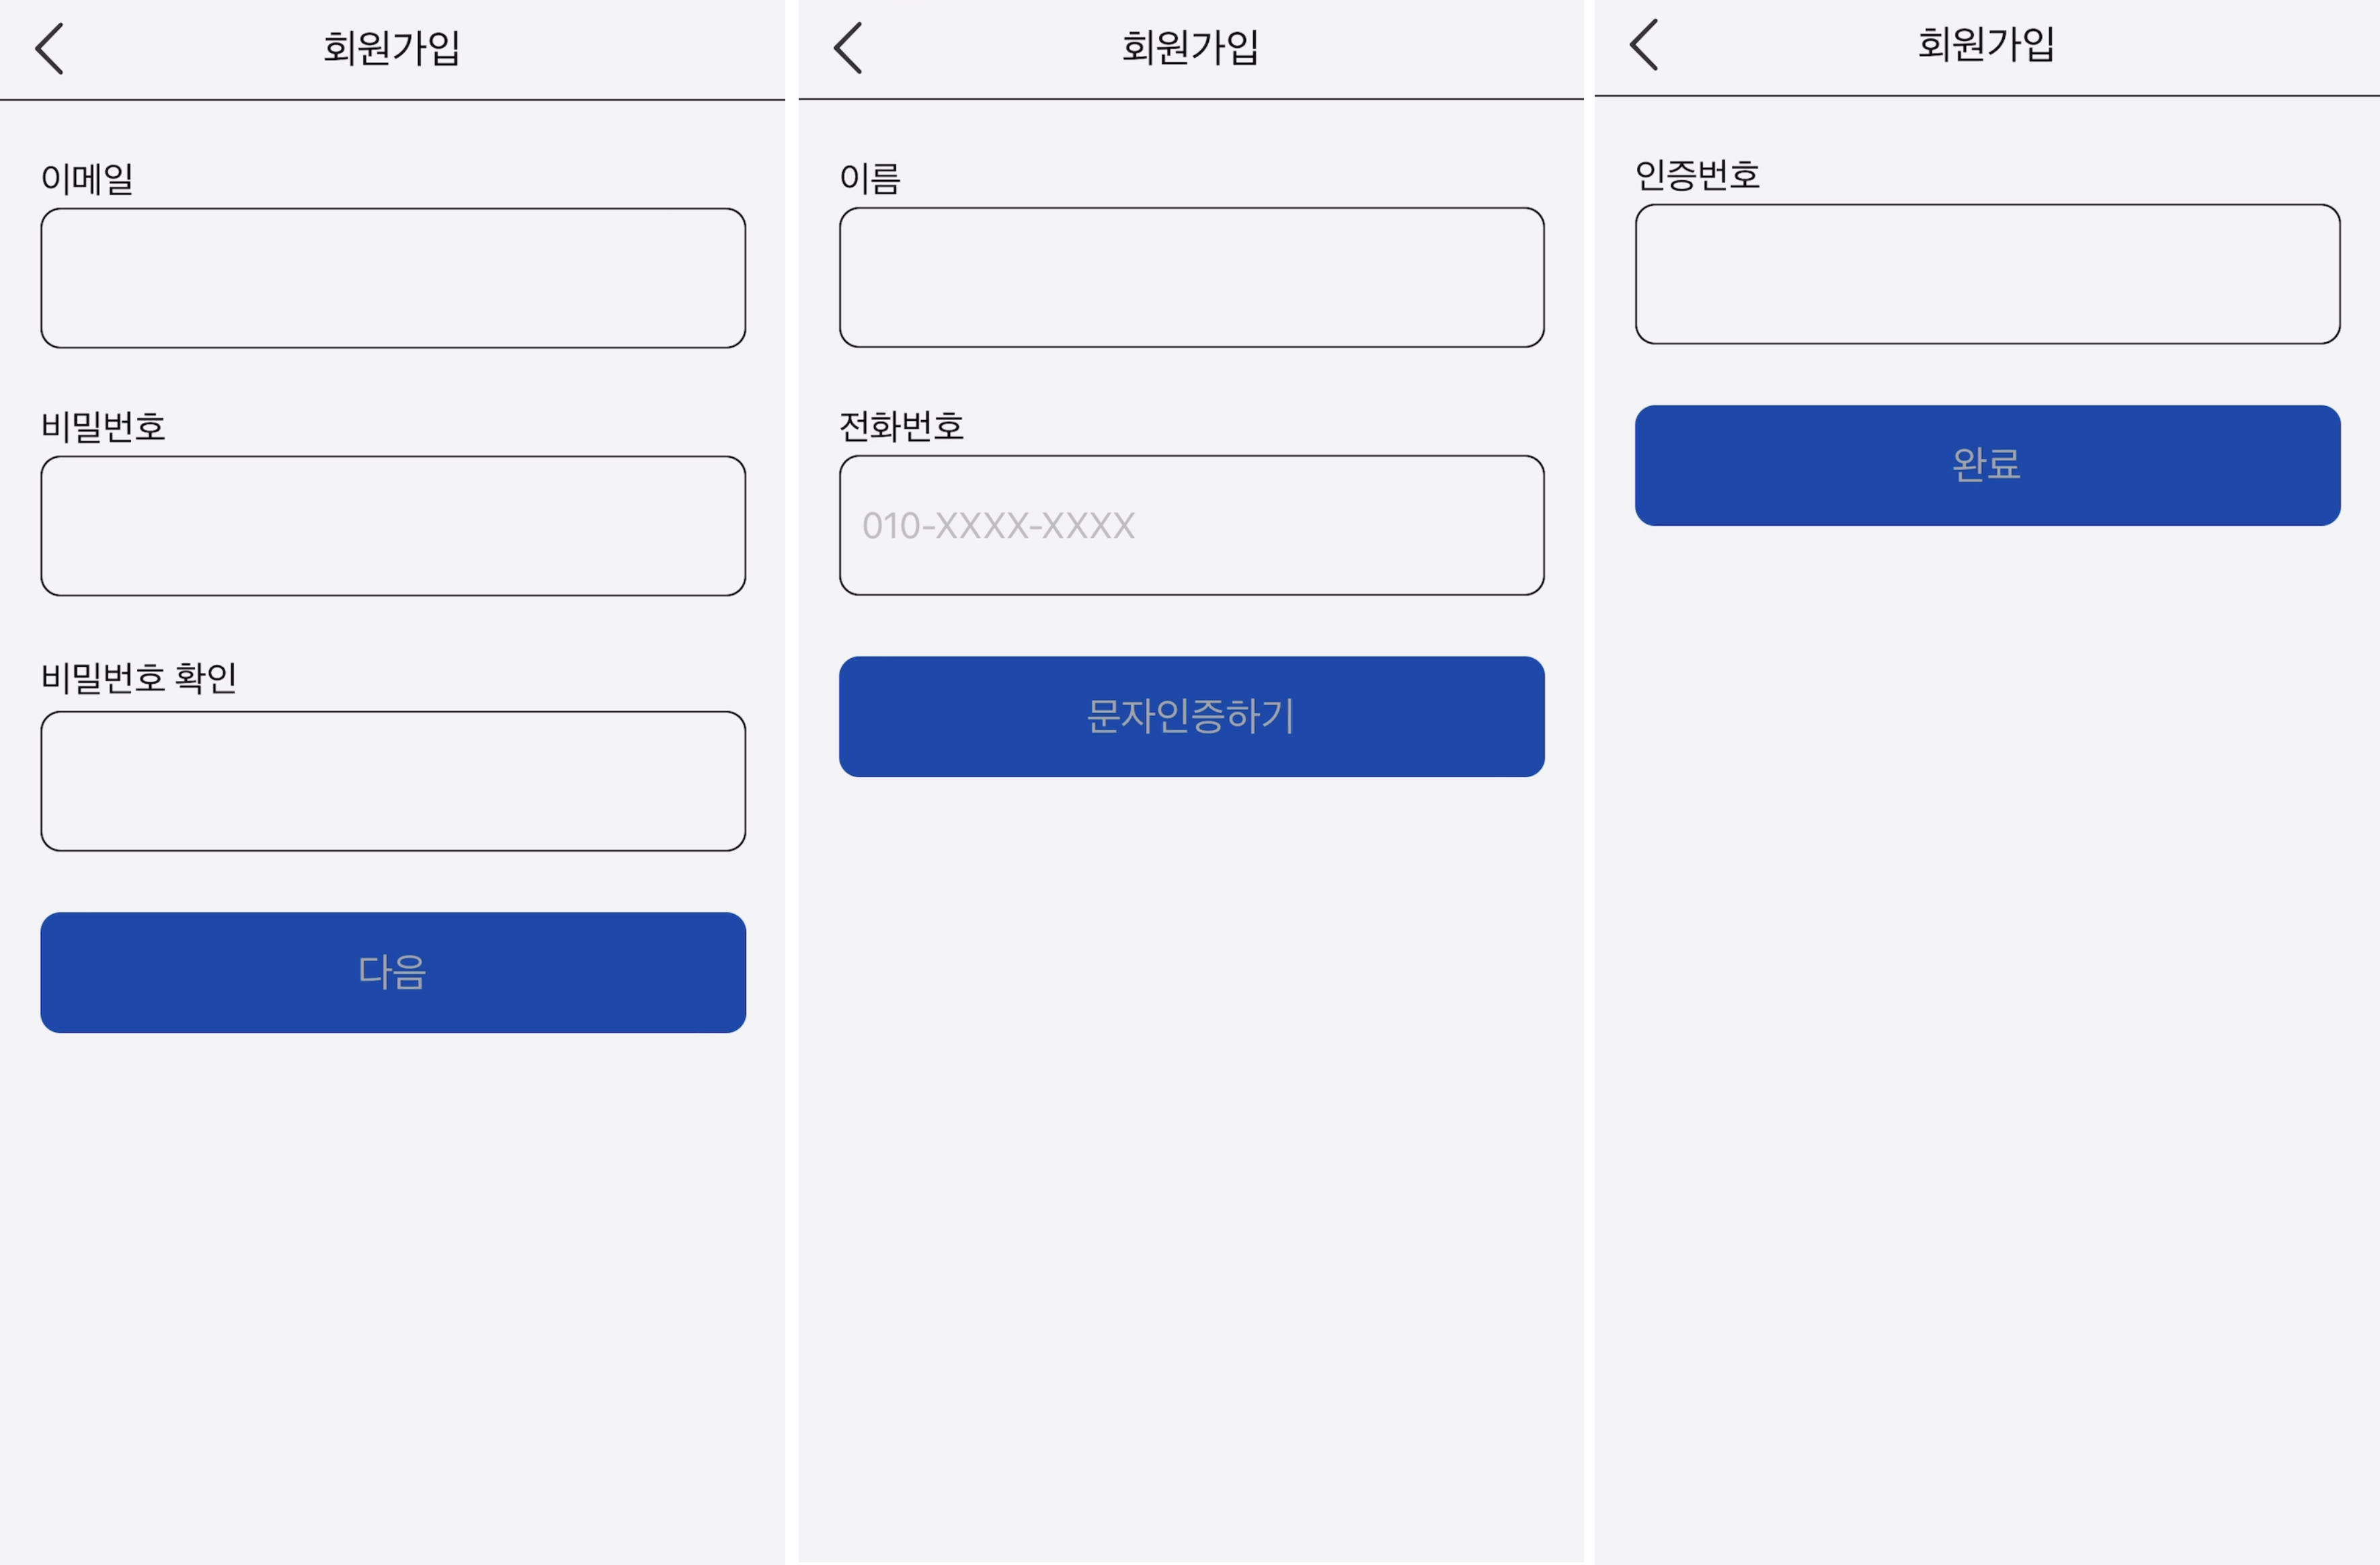 회원가입
이메일
비밀번호
비밀번호 확인
다음
회원가입
이름
전화번호
010-XXXX-XXXX
문자인증하기
회원가입
인증번호
완료